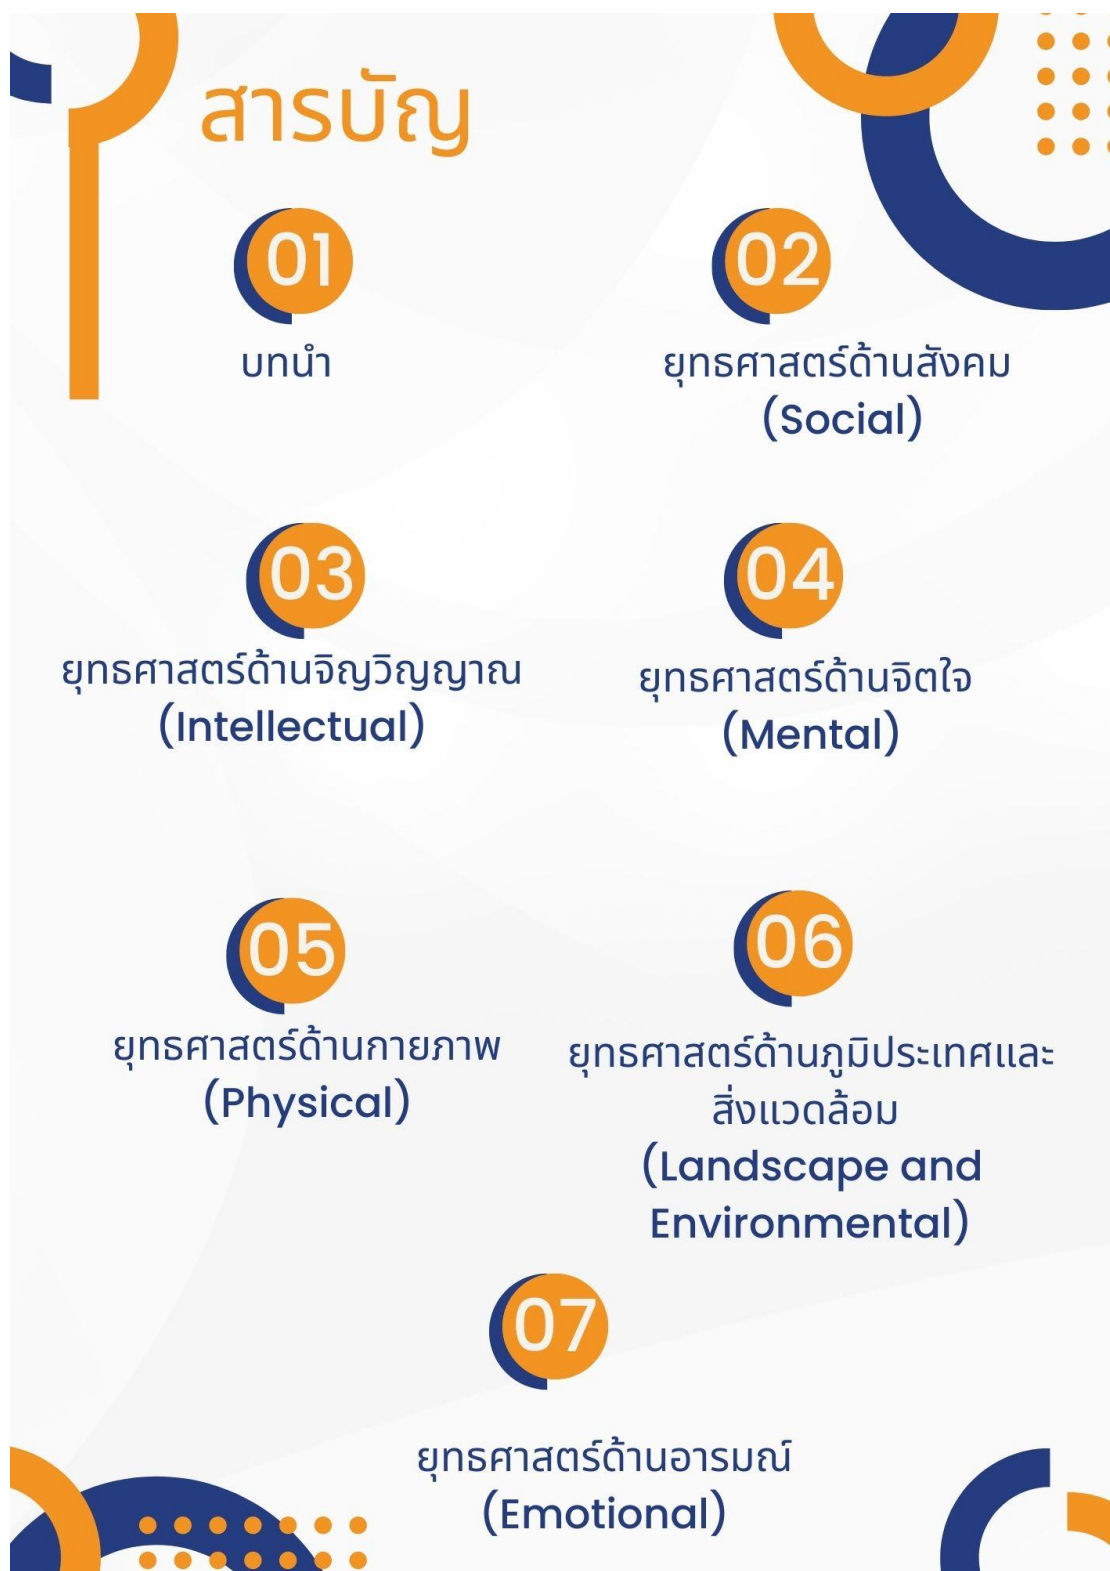 สารบัญ
01
บทนำ
02
ยุทธศาสตร์ด้านสังคม
(Social)
03
ยุทธศาสตร์ด้านจิญวิญญาณ
(Intellectual)
04
ยุทธศาสตร์ด้านจิตใจ
(Mental)
05
ยุทธศาสตร์ด้านกายภาพ
(Physical)
06
ยุทธศาสตร์ด้านภูมิประเทศและ
สิ่งแวดล้อม
(Landscape and
Environmental)
07
ยุทธศาสตร์ด้านอารมณ์
(Emotional)